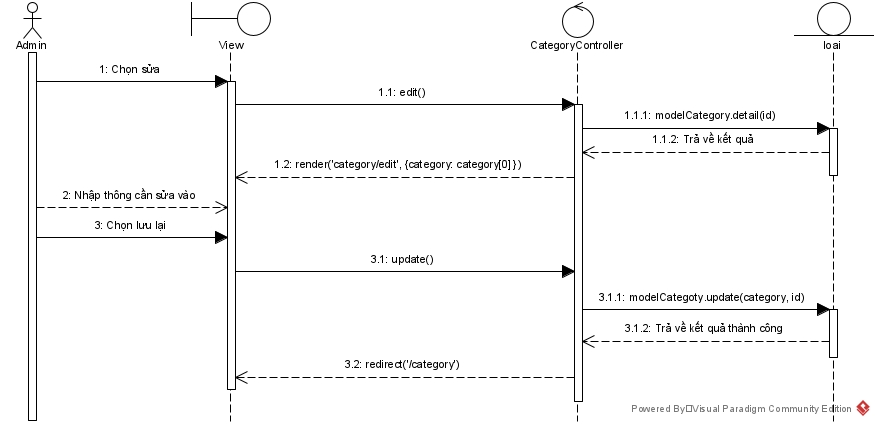 Admin
View
CategoryController
loai
1: Chọn sửa
1.1: edit()
1.1.1: modelCategory.detail(id)
1.1.2: Trả về kết quả
1.2: render('category/edit', {category: category[0] })
2: Nhập thông cần sửa vào
3: Chọn lưu lại
3.1: update()
3.1.1: modelCategoty.update(category, id)
3.1.2: Trả về kết quả thành công
3.2: redirect('/category')
Powered By Visual Paradigm Community Edition